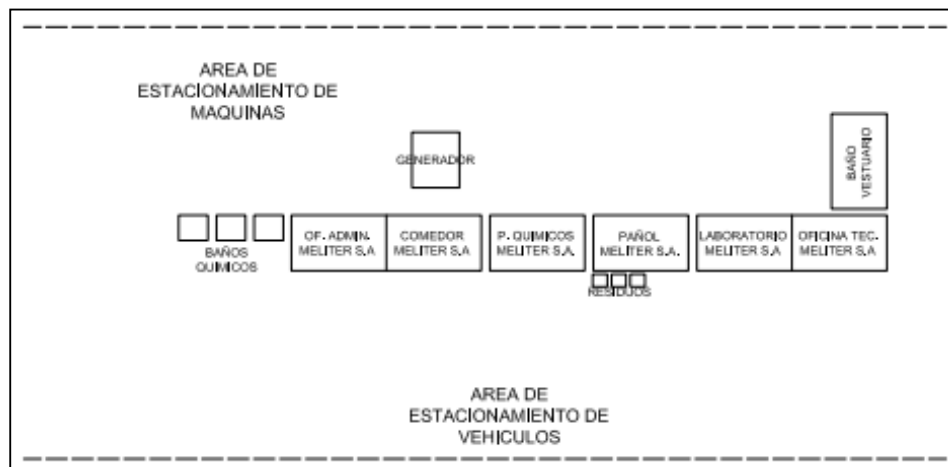 AREA DE
ESTACIONAMIENTO DE
MAQUINAS
GENERADOR
BAÑO
VESTUARIO
BAÑOS
QUIMICOS
OF. ADMIN.
MELITER S.A
COMEDOR
MELITER S.A
P. QUIMICOS
MELITER S.A.
PAÑOL
MELITER S.A.
LABORATORIO
MELITER S.A
OFICINA TEC.
MELITER S.A
RESIDUOS
AREA DE
ESTACIONAMIENTO DE
VEHICULOS